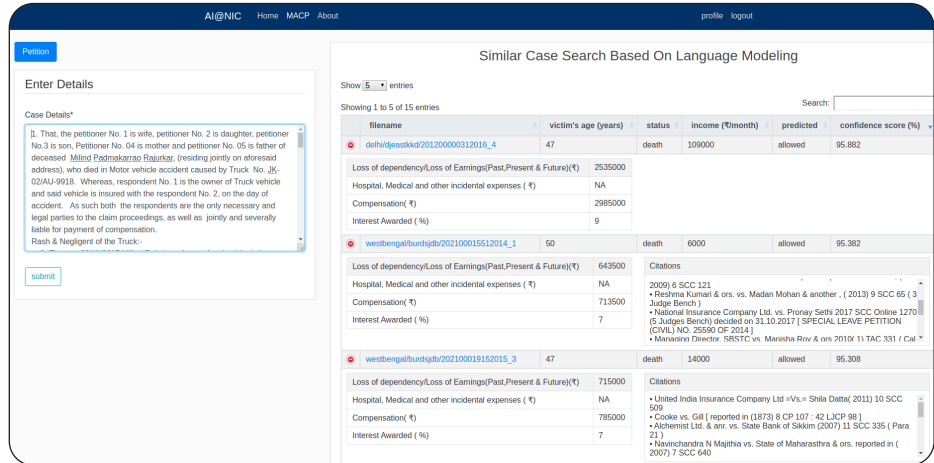 AI@NIC Home MACP About profile logout
Petition
Enter Details
Case Details*
1. That, the petitioner No. 1 is wife, petitioner No. 2 is daughter, petitioner
No.3 is son, Petitioner No. 04 is mother and petitioner No. 05 is father of
deceased Milind Padmakarrao Rajurkar, (residing jointly on aforesaid
address), who died in Motor vehicle accident caused by Truck No. JK-
02/AU-9918. Whereas, respondent No. 1 is the owner of Truck vehicle
and said vehicle is insured with the respondent No. 2, on the day of
accident. As such both the respondents are the only necessary and
legal parties to the claim proceedings, as well as jointly and severally
liable for payment of compensation.
Rash & Negligent of the Truck:-
submit
Similar Case Search Based On Language Modeling
Show 5 entries
Showing 1 to 5 of 15 entries
Search:
filename victim's age (years) status income (₹/month) predicted confidence score (%)
delhi/djeastkkd/201200000312016_4 47 death 109000 allowed 95.882
Loss of dependency/Loss of Earnings(Past,Present & Future)(₹) 2535000
Hospital, Medical and other incidental expenses ( ₹) NA
Compensation( ₹) 2985000
Interest Awarded ( %) 9
westbengal/burdsjdb/202100015512014_1 50 death 6000 allowed 95.382
Loss of dependency/Loss of Earnings(Past,Present & Future)(₹) 643500
Hospital, Medical and other incidental expenses ( ₹) NA
Compensation( ₹) 713500
Interest Awarded ( %) 7
Citations
2009) 6 SCC 121
• Reshma Kumari & ors. vs. Madan Mohan & another , ( 2013) 9 SCC 65 ( 3
Judge Bench )
• National Insurance Company Ltd. vs. Pronay Sethi 2017 SCC Online 1270
(5 Judges Bench) decided on 31.10.2017 [ SPECIAL LEAVE PETITION
(CIVIL) NO. 25590 OF 2014 ]
• Managing Director, SBSTC vs. Manisha Roy & ors 2010( 1) TAC 331 ( Cal
westbengal/burdsjdb/202100019152015_3 47 death 14000 allowed 95.308
Loss of dependency/Loss of Earnings(Past,Present & Future)(₹) 715000
Hospital, Medical and other incidental expenses ( ₹) NA
Compensation( ₹) 785000
Interest Awarded ( %) 7
Citations
• United India Insurance Company Ltd =Vs.= Shila Datta( 2011) 10 SCC
509
• Cooke vs. Gill [ reported in (1873) 8 CP 107 : 42 LJCP 98 ]
• Alchemist Ltd. & anr. vs. State Bank of Sikkim (2007) 11 SCC 335 ( Para
21 )
• Navinchandra N Majithia vs. State of Maharasthra & ors. reported in (
2007) 7 SCC 640